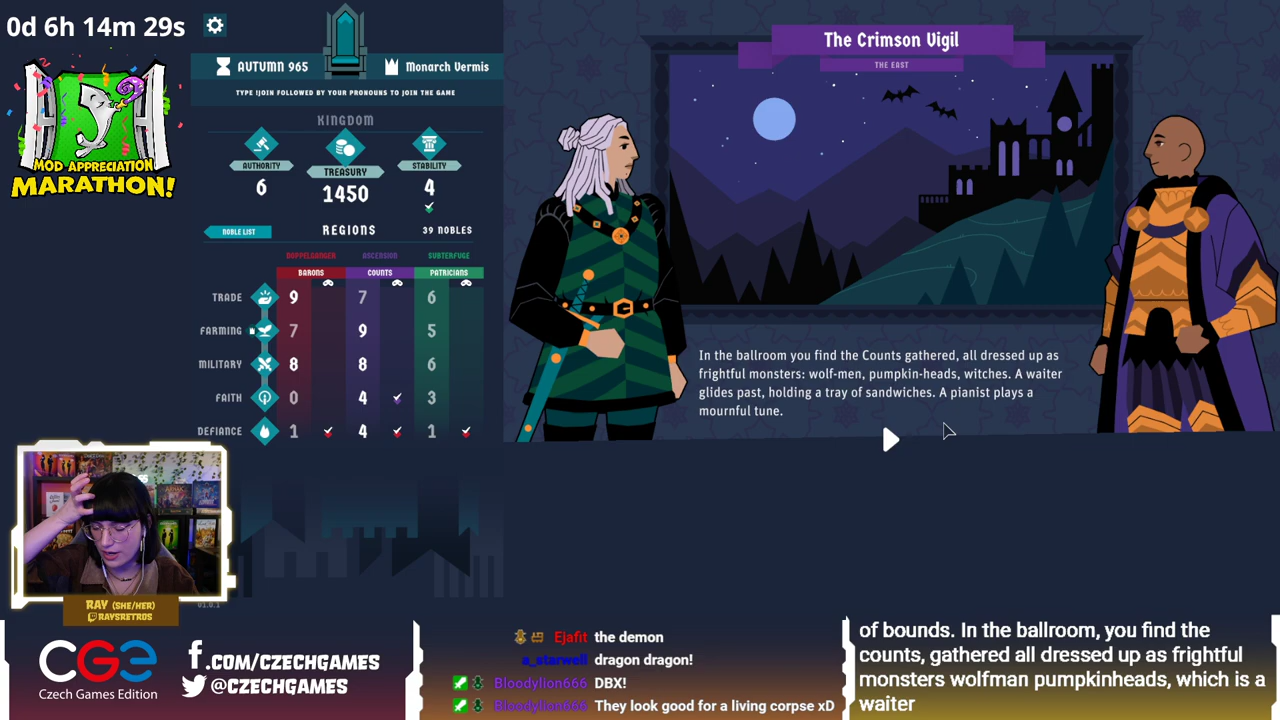 0d 6h 14m 29s
MOD APPRECIATION
MARATHON!
AUTUMN 965
Monarch Vermis
TYPE !JOIN FOLLOWED BY YOUR PRONOUNS TO JOIN THE GAME
KINGDOM
AUTHORITY
TREASURY
STABILITY
6
1450
4
NOBLE LIST
REGIONS
39 NOBLES
DOPPELGANGER
ASCENSION
SUBTERFUGE
BARONS
COUNTS
PATRICIANS
TRADE
9
7
6
FARMING
7
9
5
MILITARY
8
8
6
FAITH
0
4
3
DEFIANCE
1
4
1
The Crimson Vigil
THE EAST
In the ballroom you find the Counts gathered, all dressed up as
frightful monsters: wolf-men, pumpkin-heads, witches. A waiter
glides past, holding a tray of sandwiches. A pianist plays a
mournful tune.
RAY (SHE/HER)
RAYSRETROS
V1.0.1
CGE
Czech Games Edition
f.COM/CZECHGAMES
@CZECHGAMES
Ejafit the demon
a_starwell dragon dragon!
Bloodylion666 DBX!
Bloodylion666 They look good for a living corpse xD
of bounds. In the ballroom, you find the
counts, gathered all dressed up as frightful
monsters wolfman pumpkinheads, which is a
waiter